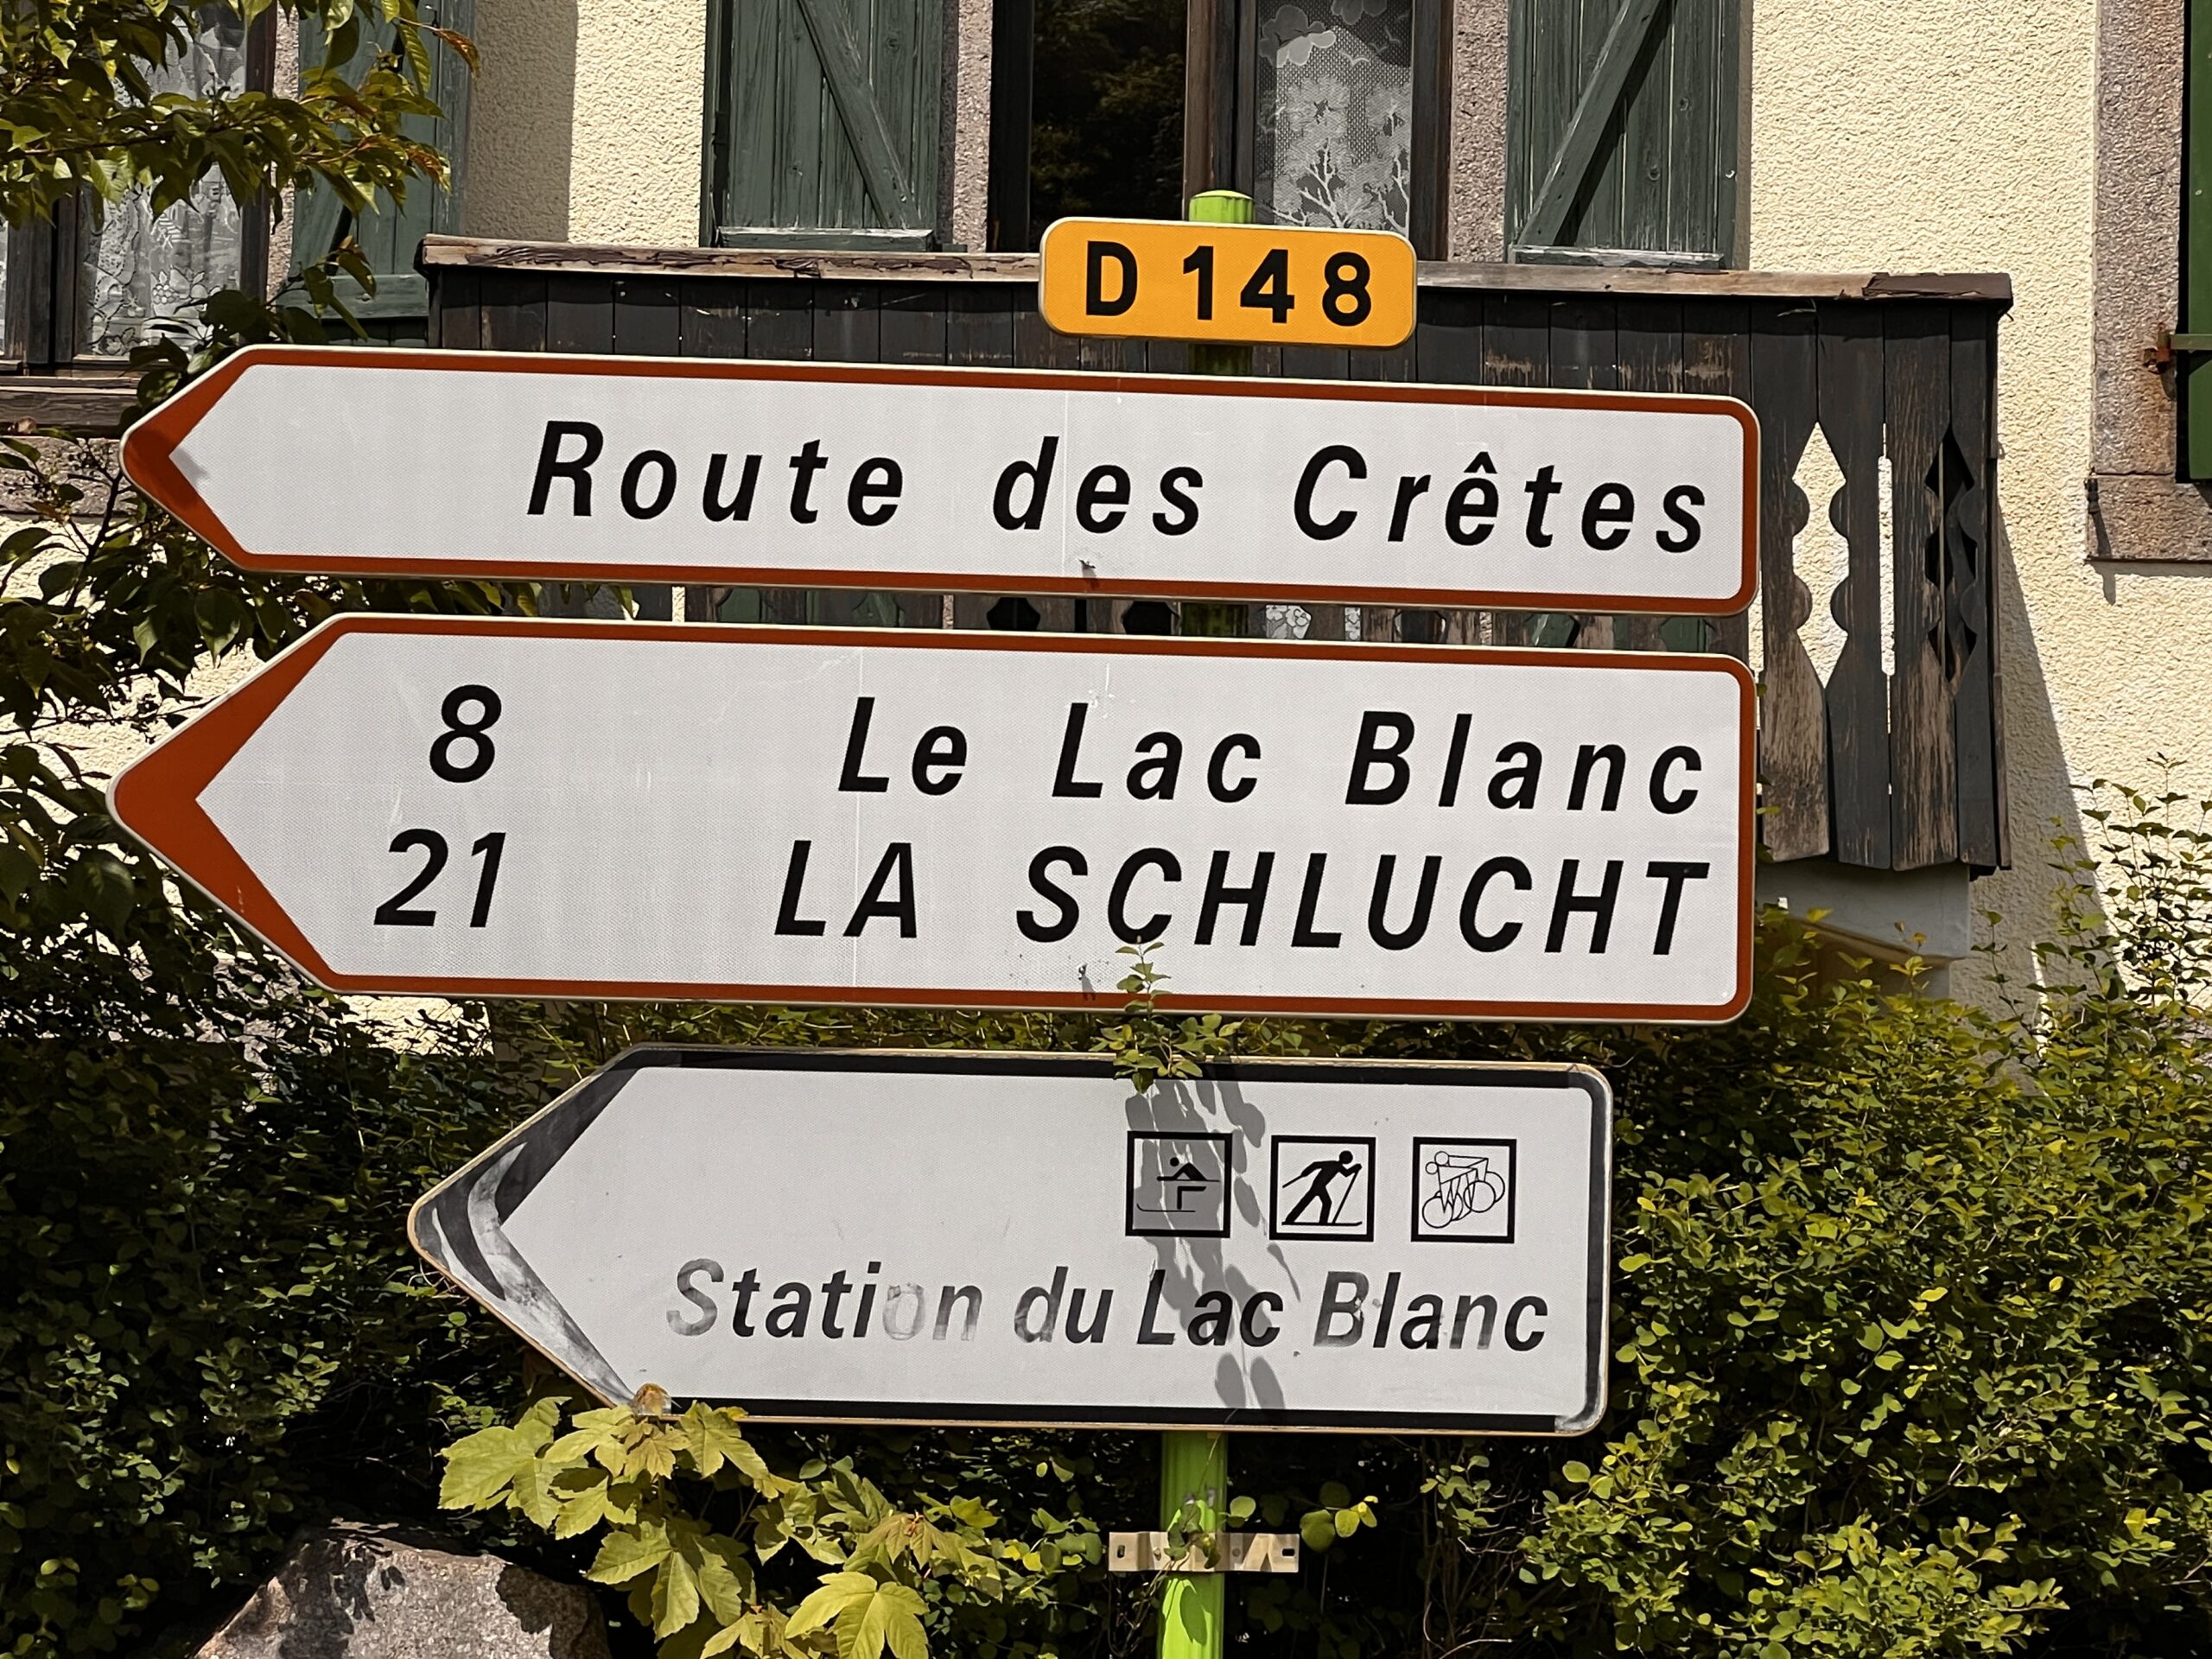 D 148
Route des Crêtes
8 Le Lac Blanc
21 LA SCHLUCHT
Station du Lac Blanc